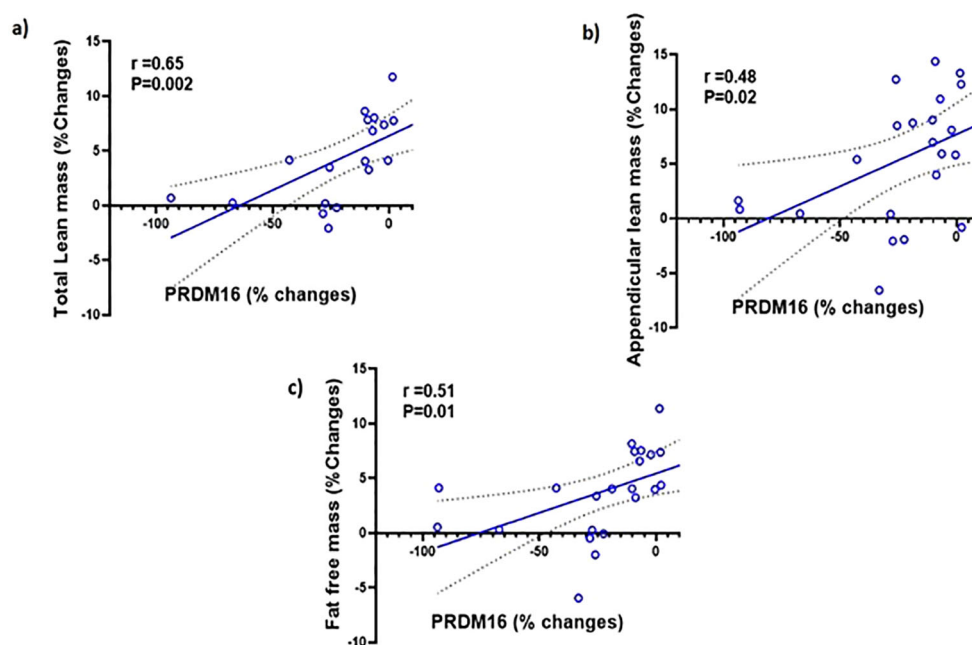 a)
Total Lean mass (%Changes)
15
10
5
0
-5
-10
r =0.65
P=0.002
-100
-50
0
PRDM16 (% changes)
b)
Appendicular lean mass (%Changes)
15
10
5
0
-5
-10
r =0.48
P=0.02
-100
-50
0
PRDM16 (% changes)
c)
Fat free mass (%Changes)
15
10
5
0
-5
-10
r =0.51
P=0.01
-100
-50
0
PRDM16 (% changes)